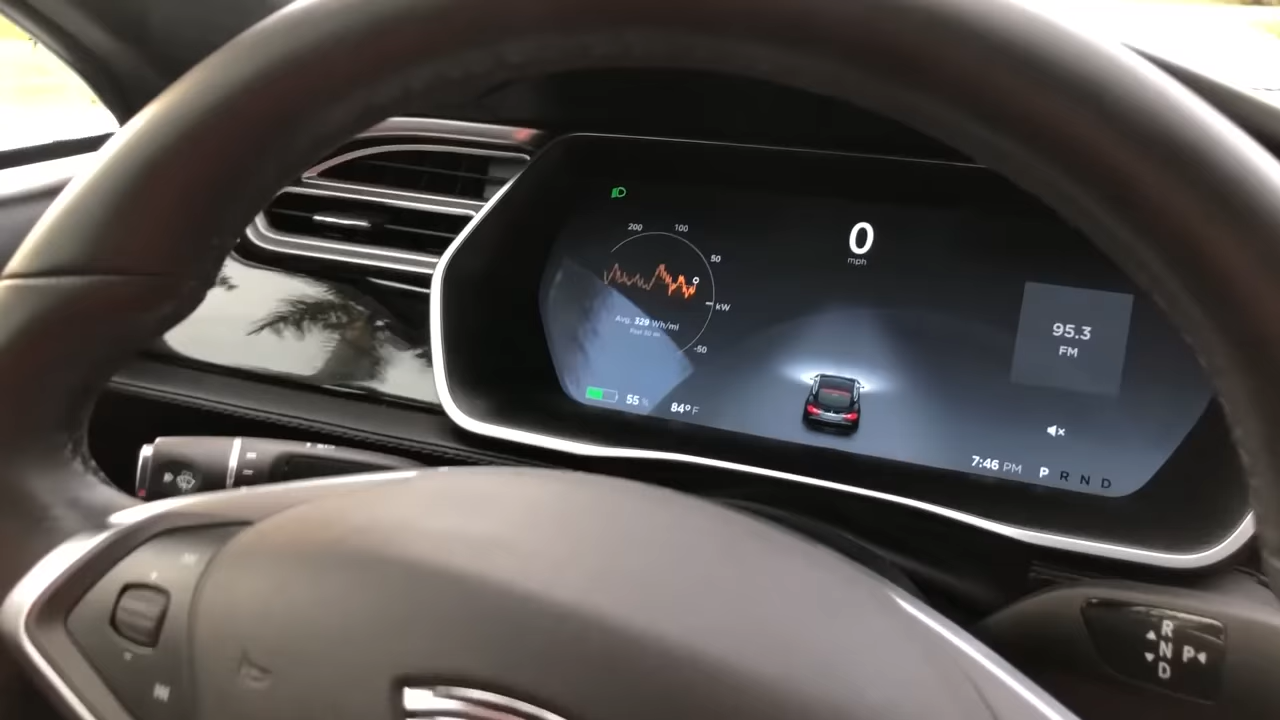 0
mph
200
100
50
kW
-50
Avg. 329 Wh/mi
55 %
84° F
95.3
FM
7:46 PM
P R N D
R
N P
D